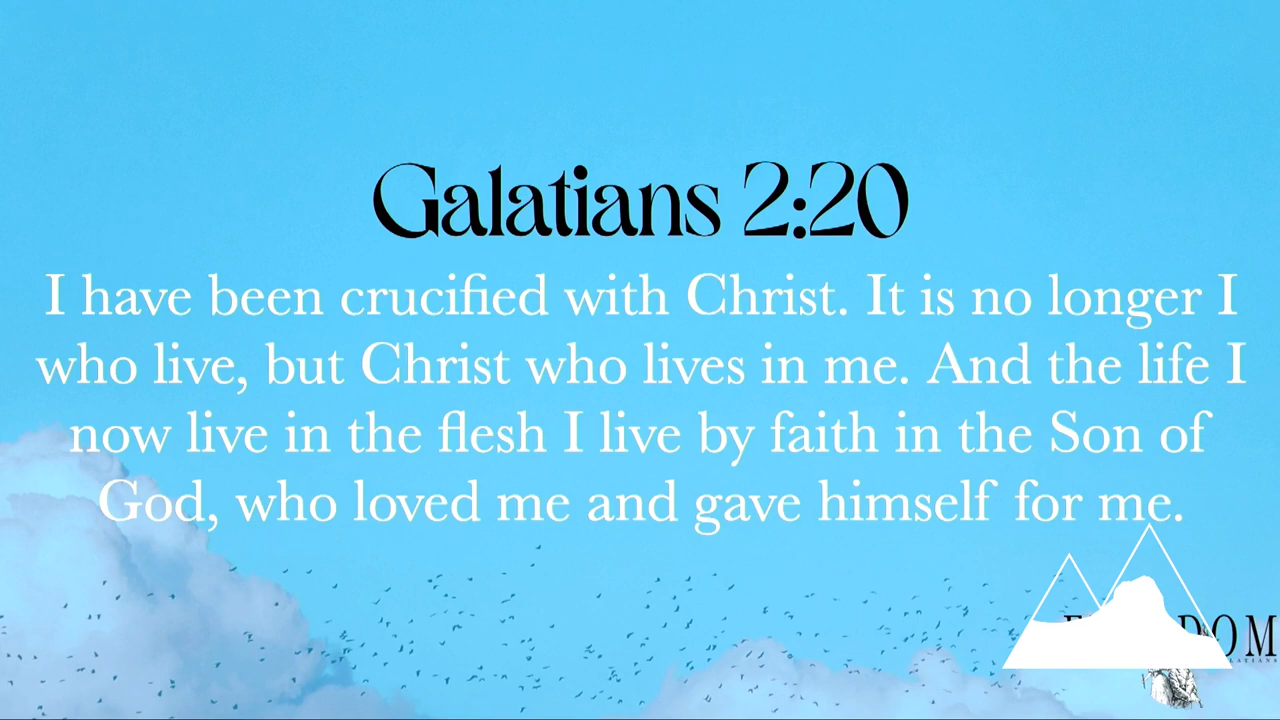 Galatians 2:20
I have been crucified with Christ. It is no longer I
who live, but Christ who lives in me. And the life I
now live in the flesh I live by faith in the Son of
God, who loved me and gave himself for me.